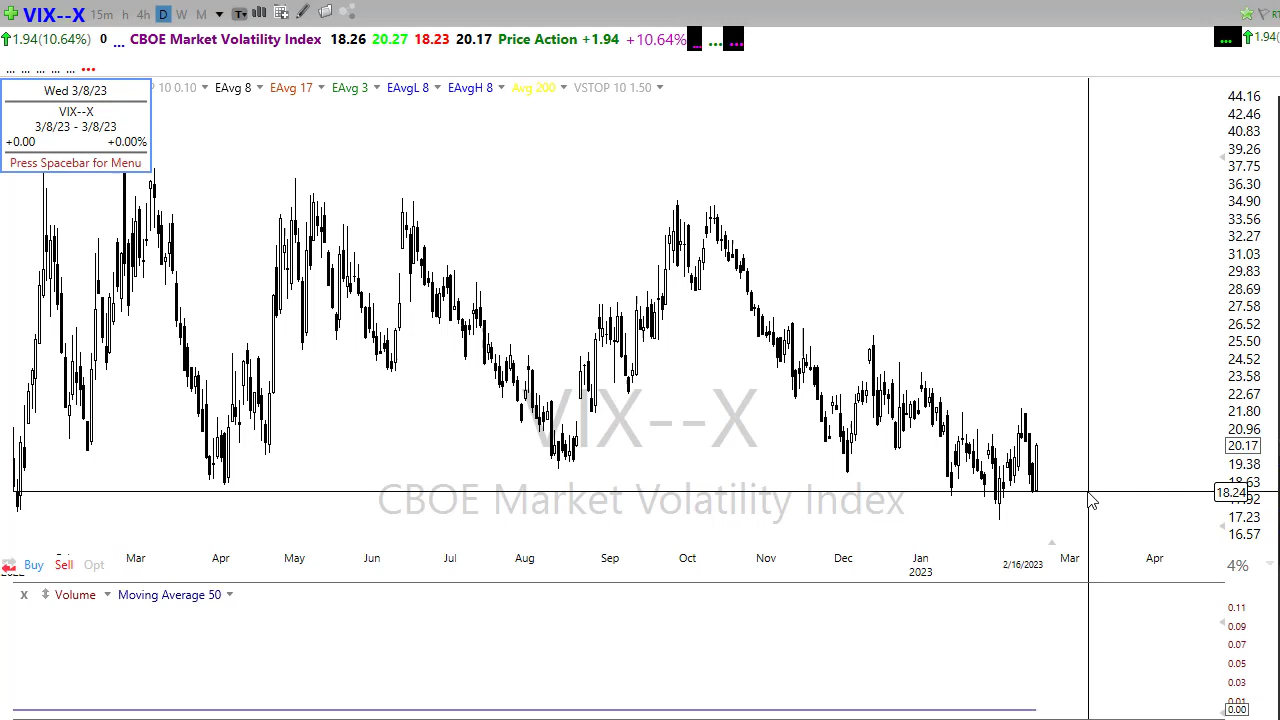 VIX--X 15m h 4h D W M T
1.94(10.64%) 0 ... CBOE Market Volatility Index 18.26 20.27 18.23 20.17 Price Action +1.94 +10.64% ... ... ... ... 1.94(
... ... ... ... ... ...
Wed 3/8/23
VIX--X
3/8/23 - 3/8/23
+0.00 +0.00%
Press Spacebar for Menu
P 10 0.10 EAvg 8 EAvg 17 EAvg 3 EAvgL 8 EAvgH 8 Avg 200 VSTOP 10 1.50
44.16
42.46
40.83
39.26
37.75
36.30
34.90
33.56
32.27
31.03
29.83
28.69
27.58
26.52
25.50
24.52
23.58
22.67
21.80
20.96
20.17
19.38
18.63
18.24
17.23
16.57
VIX--X
CBOE Market Volatility Index
Mar Apr May Jun Jul Aug Sep Oct Nov Dec Jan Mar Apr
2022 2023 2/16/2023
Buy Sell Opt 4%
X Volume Moving Average 50
0.11
0.09
0.07
0.05
0.03
0.01
0.00